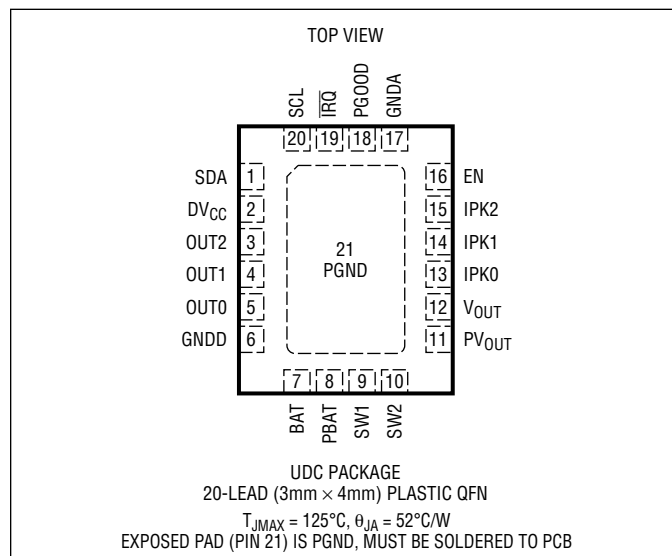 TOP VIEW
SCL
IRQ
PGOOD
GNDA
20 19 18 17
SDA 1
DVCC 2
OUT2 3
OUT1 4
OUT0 5
GNDD 6
21
PGND
16 EN
15 IPK2
14 IPK1
13 IPK0
12 VOUT
11 PVOUT
7 8 9 10
BAT
PBAT
SW1
SW2
UDC PACKAGE
20-LEAD (3mm × 4mm) PLASTIC QFN
TJMAX = 125°C, θJA = 52°C/W
EXPOSED PAD (PIN 21) IS PGND, MUST BE SOLDERED TO PCB